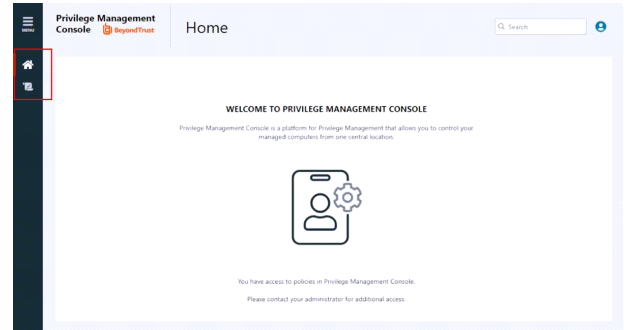 MENU
Privilege Management
Console BeyondTrust
Home
Search
WELCOME TO PRIVILEGE MANAGEMENT CONSOLE
Privilege Management Console is a platform for Privilege Management that allows you to control your
managed computers from one central location.
You have access to policies in Privilege Management Console.
Please contact your administrator for additional access.